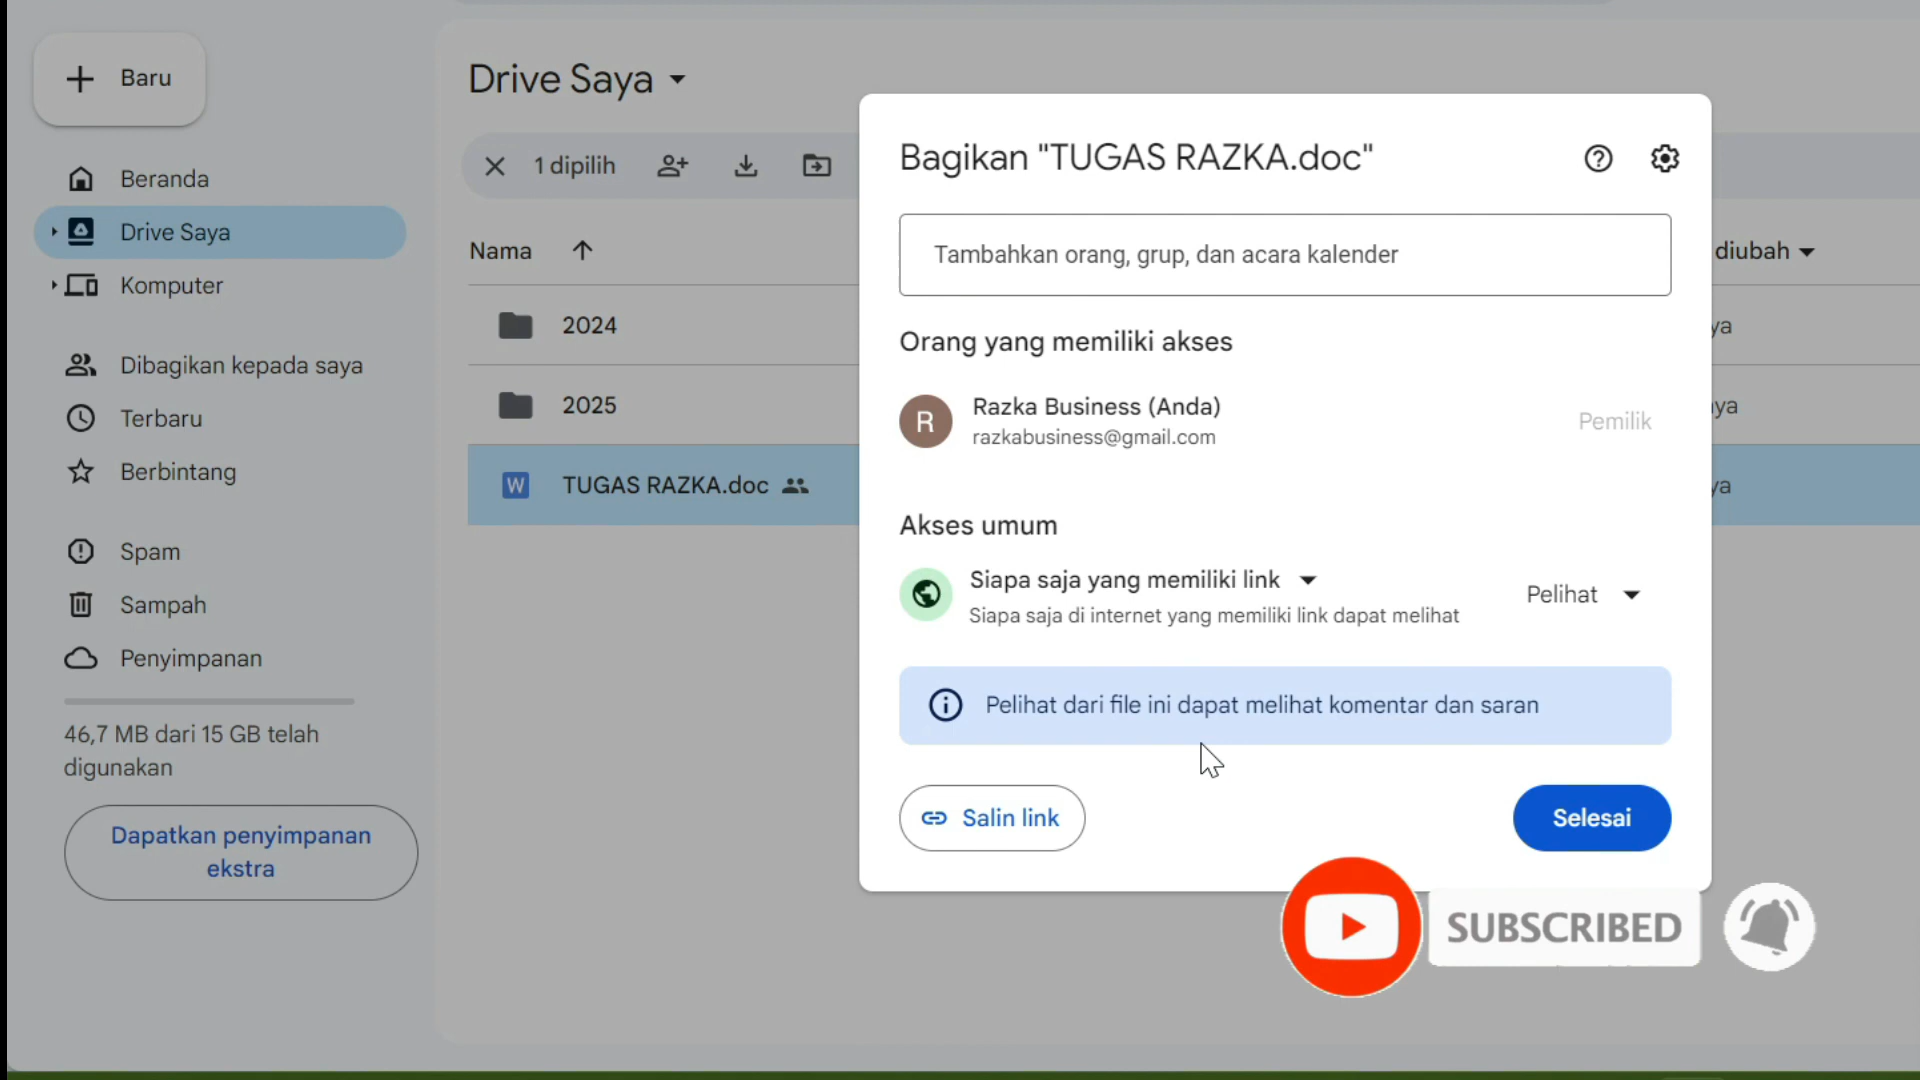 Baru
Beranda
Drive Saya
Komputer
Dibagikan kepada saya
Terbaru
Berbintang
Spam
Sampah
Penyimpanan
46,7 MB dari 15 GB telah
digunakan
Dapatkan penyimpanan
ekstra
Drive Saya
1 dipilih
Nama
diubah
2024
ya
2025
ya
TUGAS RAZKA.doc
ya
Bagikan "TUGAS RAZKA.doc"
Tambahkan orang, grup, dan acara kalender
Orang yang memiliki akses
R
Razka Business (Anda)
razkabusiness@gmail.com
Pemilik
Akses umum
Siapa saja yang memiliki link
Siapa saja di internet yang memiliki link dapat melihat
Pelihat
Pelihat dari file ini dapat melihat komentar dan saran
Salin link
Selesai
SUBSCRIBED